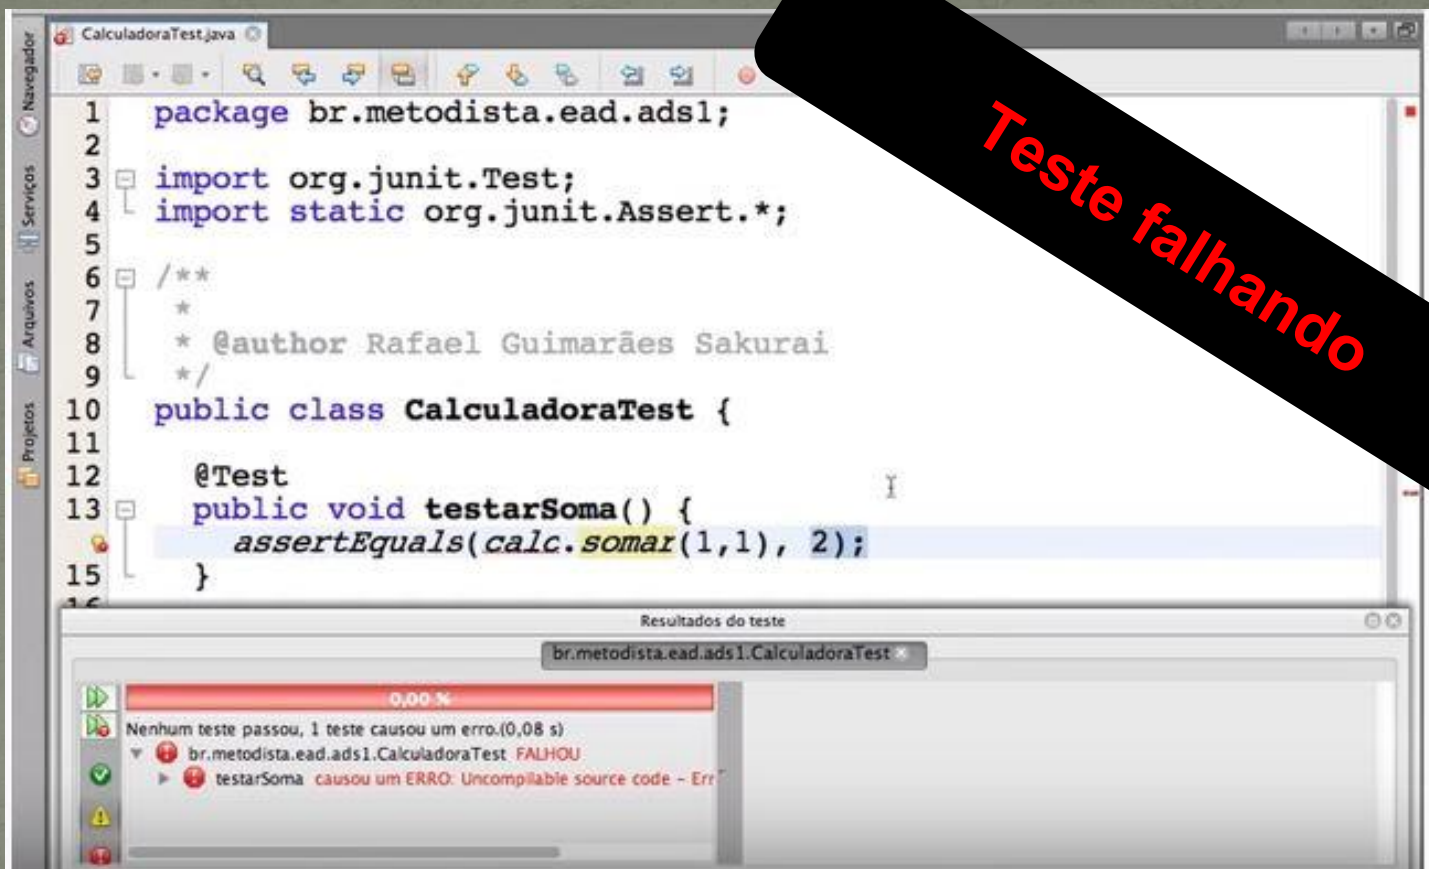 CalculadoraTest.java
Navegador
Serviços
Arquivos
Projetos
Teste falhando
1 package br.metodista.ead.ads1;
2
3 import org.junit.Test;
4 import static org.junit.Assert.*;
5
6 /**
7 *
8 * @author Rafael Guimarães Sakurai
9 */
10 public class CalculadoraTest {
11
12 @Test
13 public void testarSoma() {
assertEquals(calc.somar(1,1), 2);
15 }
16
Resultados do teste
br.metodista.ead.ads1.CalculadoraTest
0,00 %
Nenhum teste passou, 1 teste causou um erro.(0,08 s)
br.metodista.ead.ads1.CalculadoraTest FALHOU
testarSoma causou um ERRO: Uncompilable source code - Err